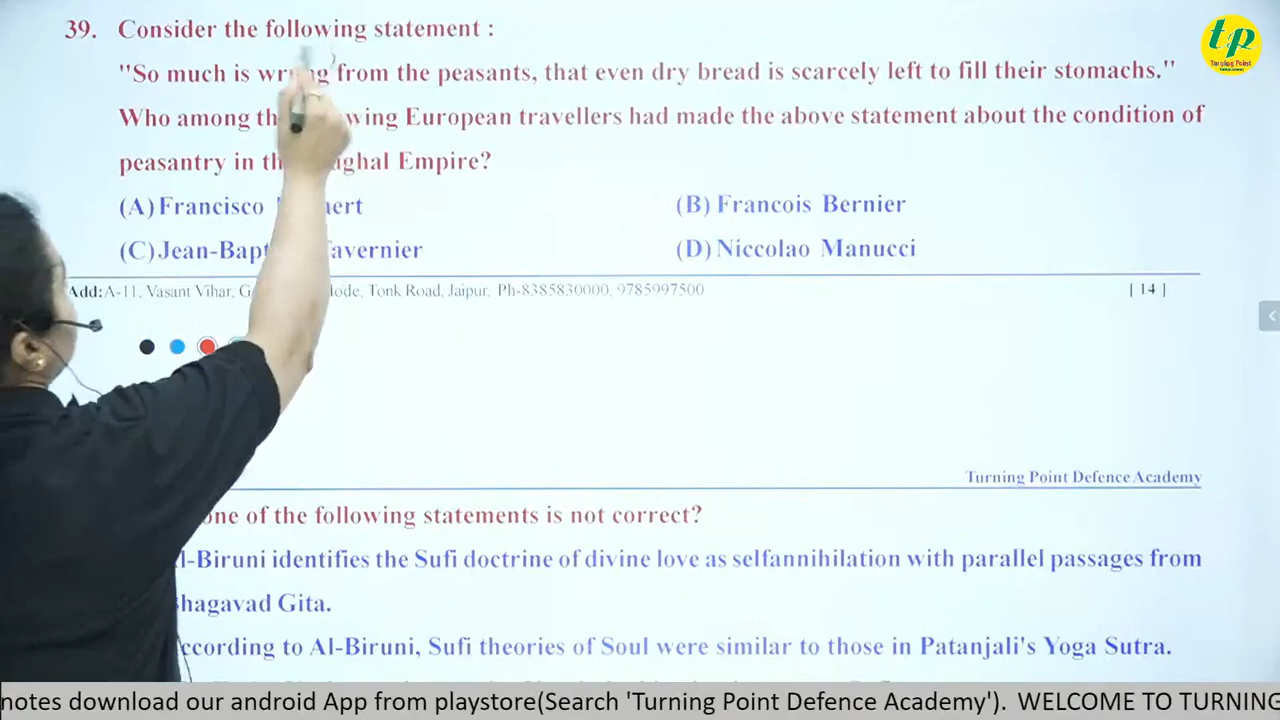 39. Consider the following statement :
"So much is wrung from the peasants, that even dry bread is scarcely left to fill their stomachs."
Who among th wing European travellers had made the above statement about the condition of
peasantry in th ghal Empire?
(A) Francisco ert (B) Francois Bernier
(C) Jean-Bapt avernier (D) Niccolao Manucci
Add: A-11, Vasant Vihar, G ode, Tonk Road, Jaipur, Ph-8385830000, 9785997500 [ 14 ]
Turning Point Defence Academy
one of the following statements is not correct?
l-Biruni identifies the Sufi doctrine of divine love as selfannihilation with parallel passages from
hagavad Gita.
ccording to Al-Biruni, Sufi theories of Soul were similar to those in Patanjali's Yoga Sutra.
notes download our android App from playstore(Search 'Turning Point Defence Academy'). WELCOME TO TURNING
tp
Turning Point